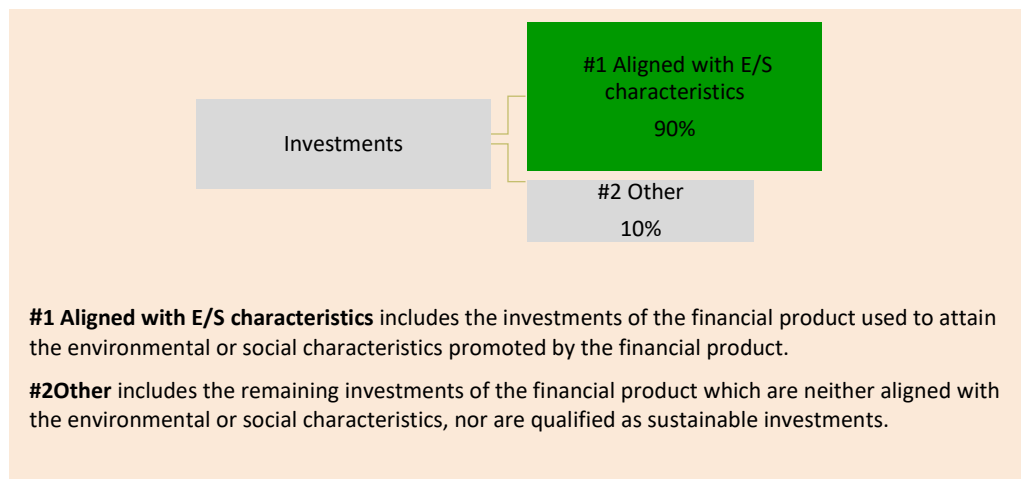 #1 Aligned with E/S
characteristics
90%
Investments
#2 Other
10%
#1 Aligned with E/S characteristics includes the investments of the financial product used to attain
the environmental or social characteristics promoted by the financial product.
#2Other includes the remaining investments of the financial product which are neither aligned with
the environmental or social characteristics, nor are qualified as sustainable investments.